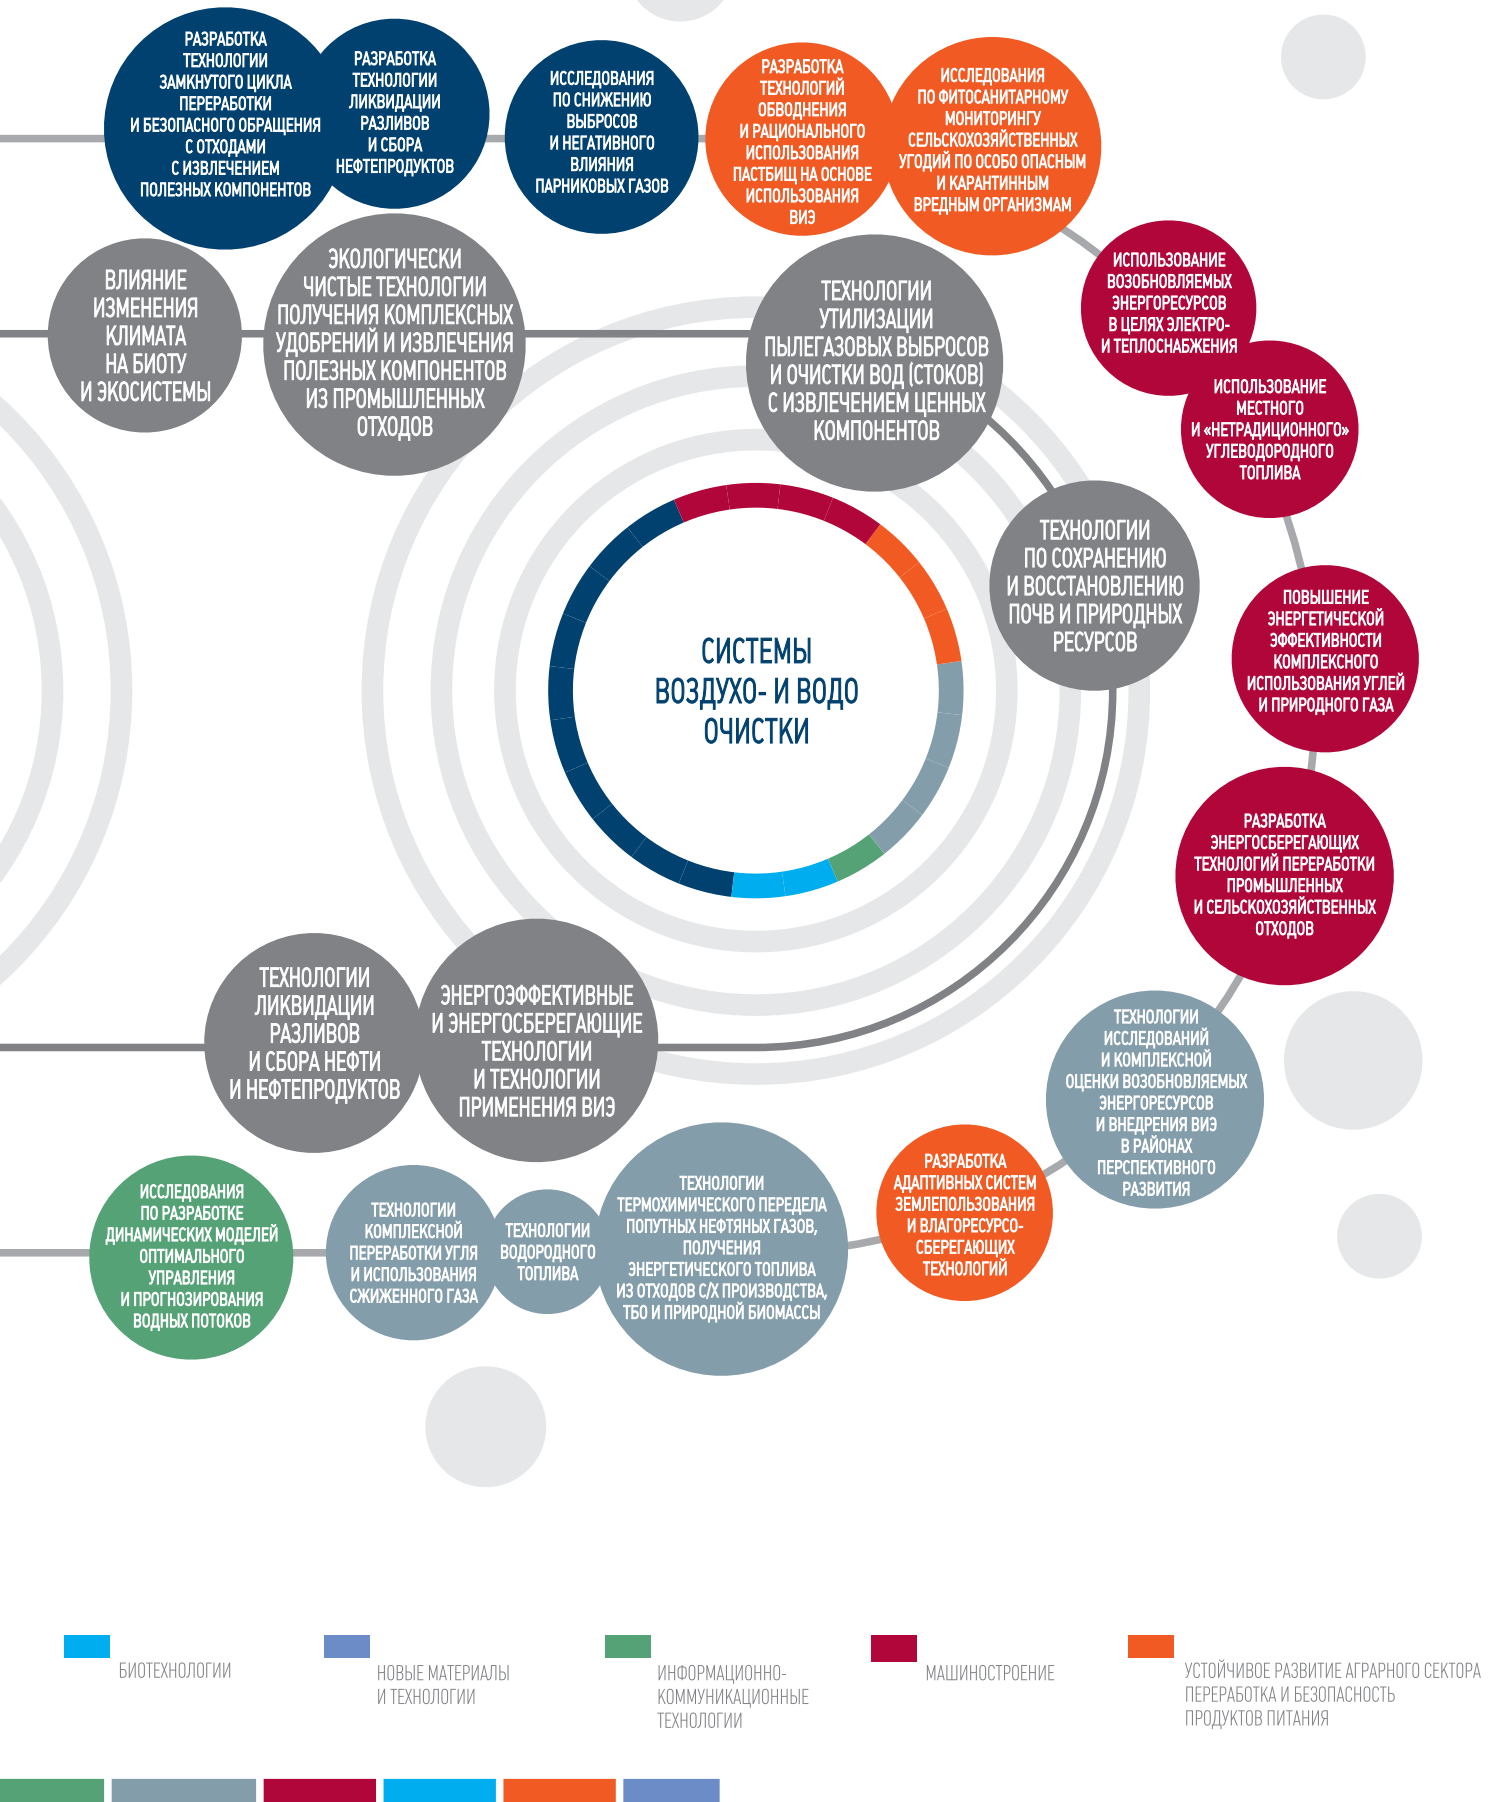 РАЗРАБОТКА
ТЕХНОЛОГИИ
ЗАМКНУТОГО ЦИКЛА
ПЕРЕРАБОТКИ
И БЕЗОПАСНОГО ОБРАЩЕНИЯ
С ОТХОДАМИ
С ИЗВЛЕЧЕНИЕМ
ПОЛЕЗНЫХ КОМПОНЕНТОВ
РАЗРАБОТКА
ТЕХНОЛОГИИ
ЛИКВИДАЦИИ
РАЗЛИВОВ
И СБОРА
НЕФТЕПРОДУКТОВ
ИССЛЕДОВАНИЯ
ПО СНИЖЕНИЮ
ВЫБРОСОВ
И НЕГАТИВНОГО
ВЛИЯНИЯ
ПАРНИКОВЫХ ГАЗОВ
РАЗРАБОТКА
ТЕХНОЛОГИЙ
ОБВОДНЕНИЯ
И РАЦИОНАЛЬНОГО
ИСПОЛЬЗОВАНИЯ
ПАСТБИЩ НА ОСНОВЕ
ИСПОЛЬЗОВАНИЯ
ВИЭ
ИССЛЕДОВАНИЯ
ПО ФИТОСАНИТАРНОМУ
МОНИТОРИНГУ
СЕЛЬСКОХОЗЯЙСТВЕННЫХ
УГОДИЙ ПО ОСОБО ОПАСНЫМ
И КАРАНТИННЫМ
ВРЕДНЫМ ОРГАНИЗМАМ
ВЛИЯНИЕ
ИЗМЕНЕНИЯ
КЛИМАТА
НА БИОТУ
И ЭКОСИСТЕМЫ
ЭКОЛОГИЧЕСКИ
ЧИСТЫЕ ТЕХНОЛОГИИ
ПОЛУЧЕНИЯ КОМПЛЕКСНЫХ
УДОБРЕНИЙ И ИЗВЛЕЧЕНИЯ
ПОЛЕЗНЫХ КОМПОНЕНТОВ
ИЗ ПРОМЫШЛЕННЫХ
ОТХОДОВ
ТЕХНОЛОГИИ
УТИЛИЗАЦИИ
ПЫЛЕГАЗОВЫХ ВЫБРОСОВ
И ОЧИСТКИ ВОД (СТОКОВ)
С ИЗВЛЕЧЕНИЕМ ЦЕННЫХ
КОМПОНЕНТОВ
ИСПОЛЬЗОВАНИЕ
ВОЗОБНОВЛЯЕМЫХ
ЭНЕРГОРЕСУРСОВ
В ЦЕЛЯХ ЭЛЕКТРО-
И ТЕПЛОСНАБЖЕНИЯ
ИСПОЛЬЗОВАНИЕ
МЕСТНОГО
И «НЕТРАДИЦИОННОГО»
УГЛЕВОДОРОДНОГО
ТОПЛИВА
ТЕХНОЛОГИИ
ПО СОХРАНЕНИЮ
И ВОССТАНОВЛЕНИЮ
ПОЧВ И ПРИРОДНЫХ
РЕСУРСОВ
ПОВЫШЕНИЕ
ЭНЕРГЕТИЧЕСКОЙ
ЭФФЕКТИВНОСТИ
КОМПЛЕКСНОГО
ИСПОЛЬЗОВАНИЯ УГЛЕЙ
И ПРИРОДНОГО ГАЗА
СИСТЕМЫ
ВОЗДУХО- И ВОДО
ОЧИСТКИ
РАЗРАБОТКА
ЭНЕРГОСБЕРЕГАЮЩИХ
ТЕХНОЛОГИЙ ПЕРЕРАБОТКИ
ПРОМЫШЛЕННЫХ
И СЕЛЬСКОХОЗЯЙСТВЕННЫХ
ОТХОДОВ
ТЕХНОЛОГИИ
ЛИКВИДАЦИИ
РАЗЛИВОВ
И СБОРА НЕФТИ
И НЕФТЕПРОДУКТОВ
ЭНЕРГОЭФФЕКТИВНЫЕ
И ЭНЕРГОСБЕРЕГАЮЩИЕ
ТЕХНОЛОГИИ
И ТЕХНОЛОГИИ
ПРИМЕНЕНИЯ ВИЭ
ТЕХНОЛОГИИ
ИССЛЕДОВАНИЙ
И КОМПЛЕКСНОЙ
ОЦЕНКИ ВОЗОБНОВЛЯЕМЫХ
ЭНЕРГОРЕСУРСОВ
И ВНЕДРЕНИЯ ВИЭ
В РАЙОНАХ
ПЕРСПЕКТИВНОГО
РАЗВИТИЯ
ИССЛЕДОВАНИЯ
ПО РАЗРАБОТКЕ
ДИНАМИЧЕСКИХ МОДЕЛЕЙ
ОПТИМАЛЬНОГО
УПРАВЛЕНИЯ
И ПРОГНОЗИРОВАНИЯ
ВОДНЫХ ПОТОКОВ
ТЕХНОЛОГИИ
КОМПЛЕКСНОЙ
ПЕРЕРАБОТКИ УГЛЯ
И ИСПОЛЬЗОВАНИЯ
СЖИЖЕННОГО ГАЗА
ТЕХНОЛОГИИ
ВОДОРОДНОГО
ТОПЛИВА
ТЕХНОЛОГИИ
ТЕРМОХИМИЧЕСКОГО ПЕРЕДЕЛА
ПОПУТНЫХ НЕФТЯНЫХ ГАЗОВ,
ПОЛУЧЕНИЯ
ЭНЕРГЕТИЧЕСКОГО ТОПЛИВА
ИЗ ОТХОДОВ С/Х ПРОИЗВОДСТВА,
ТБО И ПРИРОДНОЙ БИОМАССЫ
РАЗРАБОТКА
АДАПТИВНЫХ СИСТЕМ
ЗЕМЛЕПОЛЬЗОВАНИЯ
И ВЛАГОРЕСУРСО-
СБЕРЕГАЮЩИХ
ТЕХНОЛОГИЙ
БИОТЕХНОЛОГИИ
НОВЫЕ МАТЕРИАЛЫ
И ТЕХНОЛОГИИ
ИНФОРМАЦИОННО-
КОММУНИКАЦИОННЫЕ
ТЕХНОЛОГИИ
МАШИНОСТРОЕНИЕ
УСТОЙЧИВОЕ РАЗВИТИЕ АГРАРНОГО СЕКТОРА
ПЕРЕРАБОТКА И БЕЗОПАСНОСТЬ
ПРОДУКТОВ ПИТАНИЯ